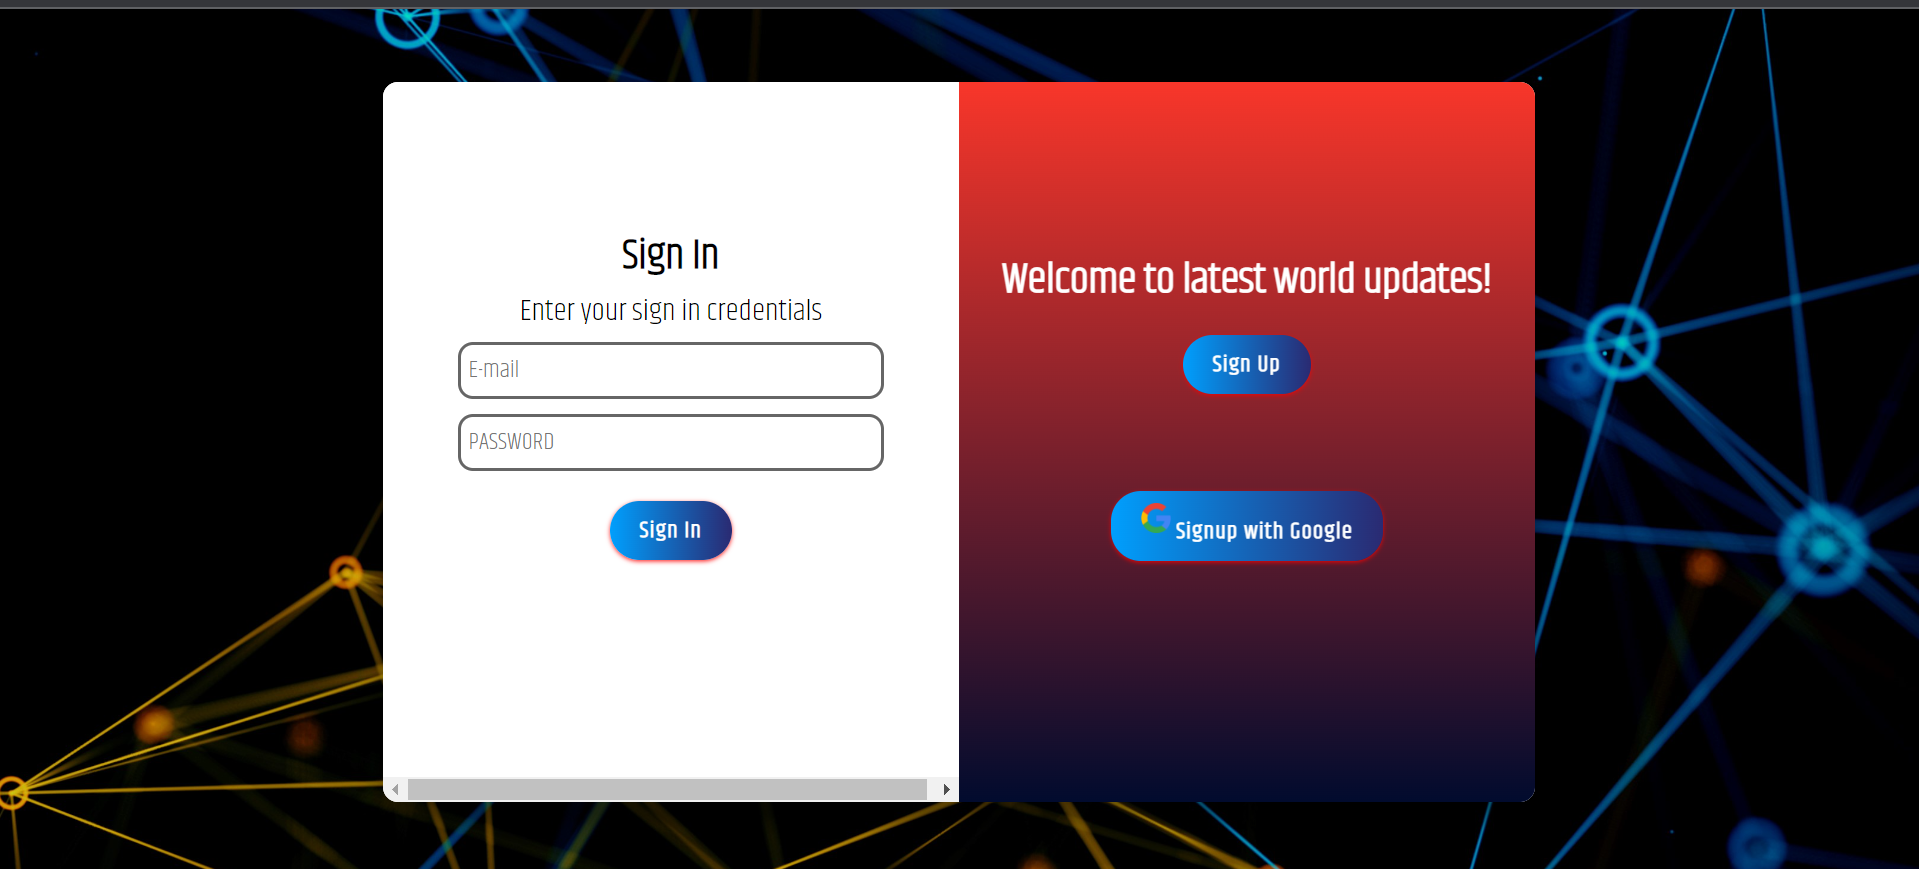 Sign In
Enter your sign in credentials
E-mail
PASSWORD
Sign In
Welcome to latest world updates!
Sign Up
Signup with Google